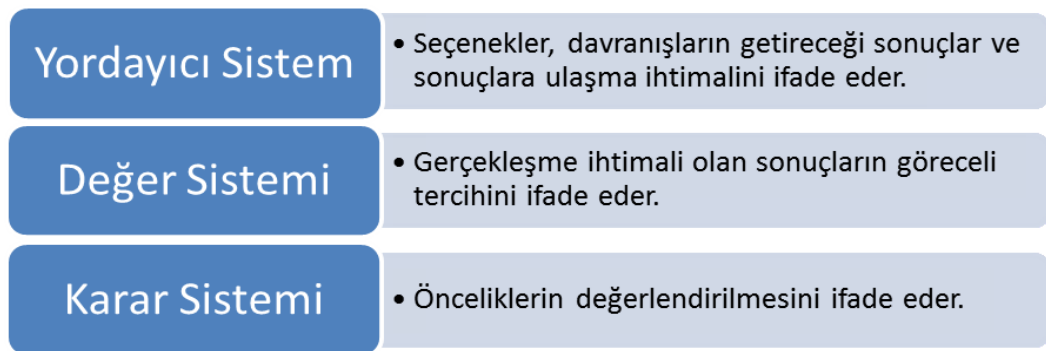 Yordayıcı Sistem
• Seçenekler, davranışların getireceği sonuçlar ve
sonuçlara ulaşma ihtimalini ifade eder.
Değer Sistemi
• Gerçekleşme ihtimali olan sonuçların göreceli
tercihini ifade eder.
Karar Sistemi
• Önceliklerin değerlendirilmesini ifade eder.